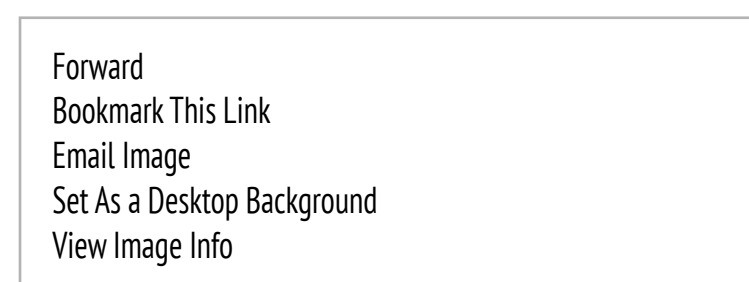 Forward
Bookmark This Link
Email Image
Set As a Desktop Background
View Image Info